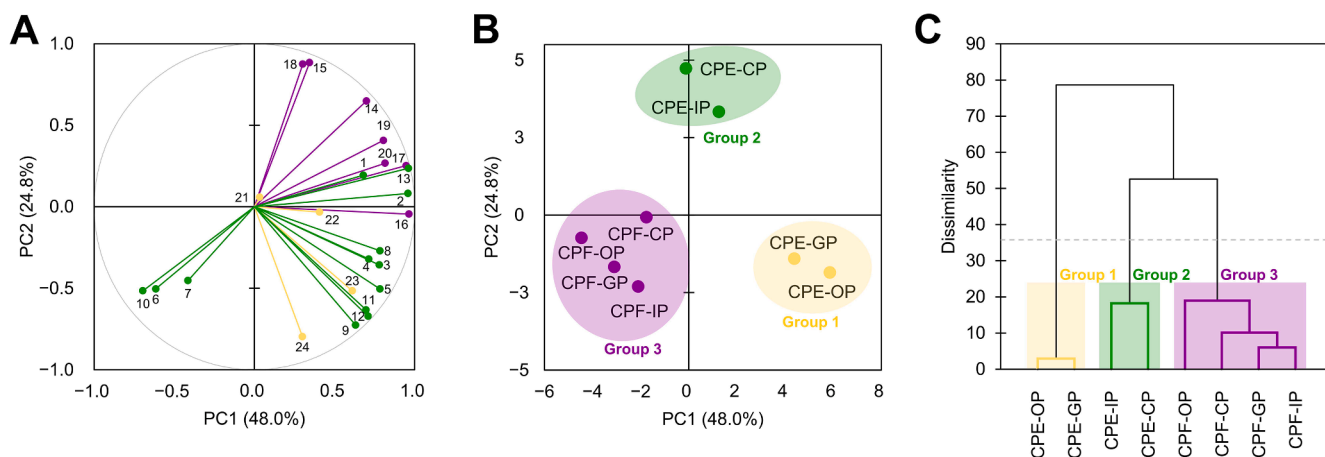 A
1.0
0.5
0.0
−0.5
−1.0
PC2 (24.8%)
−1.0
−0.5
0.0
0.5
1.0
PC1 (48.0%)
18
15
14
19
20
17
1
13
2
21
22
16
8
4
3
23
5
10
6
7
11
12
9
24
B
5
3
0
−3
−5
PC2 (24.8%)
−6
−4
−2
0
2
4
6
8
PC1 (48.0%)
CPE-CP
CPE-IP
Group 2
CPF-CP
CPF-OP
CPF-GP
CPF-IP
Group 3
CPE-GP
CPE-OP
Group 1
C
90
80
70
60
50
40
30
20
10
0
Dissimilarity
Group 1
Group 2
Group 3
CPE-OP
CPE-GP
CPE-IP
CPE-CP
CPF-OP
CPF-CP
CPF-GP
CPF-IP